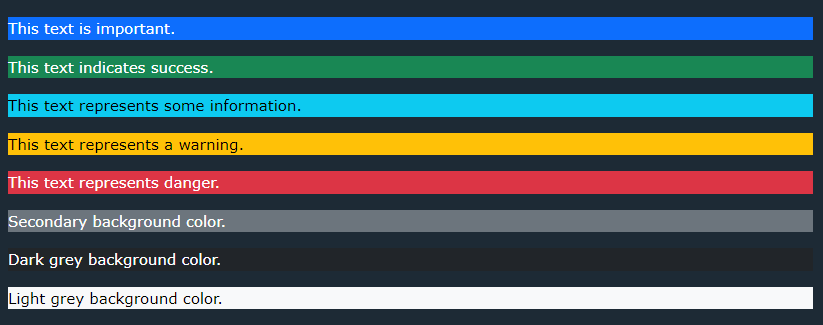 This text is important.
This text indicates success.
This text represents some information.
This text represents a warning.
This text represents danger.
Secondary background color.
Dark grey background color.
Light grey background color.